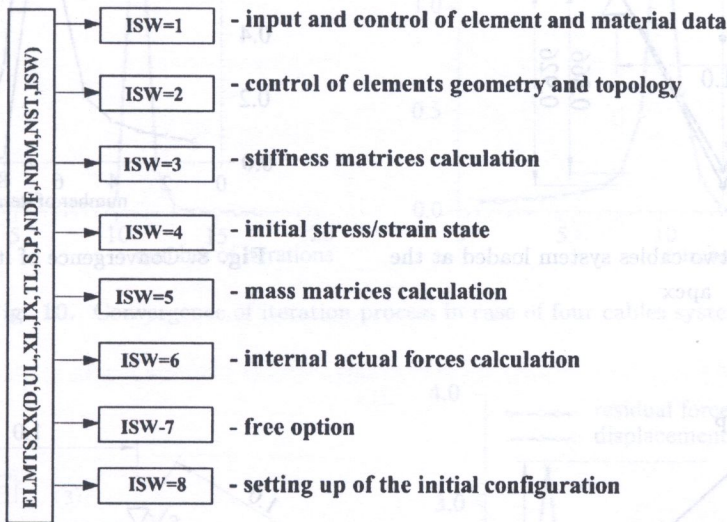 ELMTSXX(D,UL,XL,IX,TL,S,P,NDF,NDM,NST,ISW)
ISW=1 - input and control of element and material data
ISW=2 - control of elements geometry and topology
ISW=3 - stiffness matrices calculation
ISW=4 - initial stress/strain state
ISW=5 - mass matrices calculation
ISW=6 - internal actual forces calculation
ISW-7 - free option
ISW=8 - setting up of the initial configuration